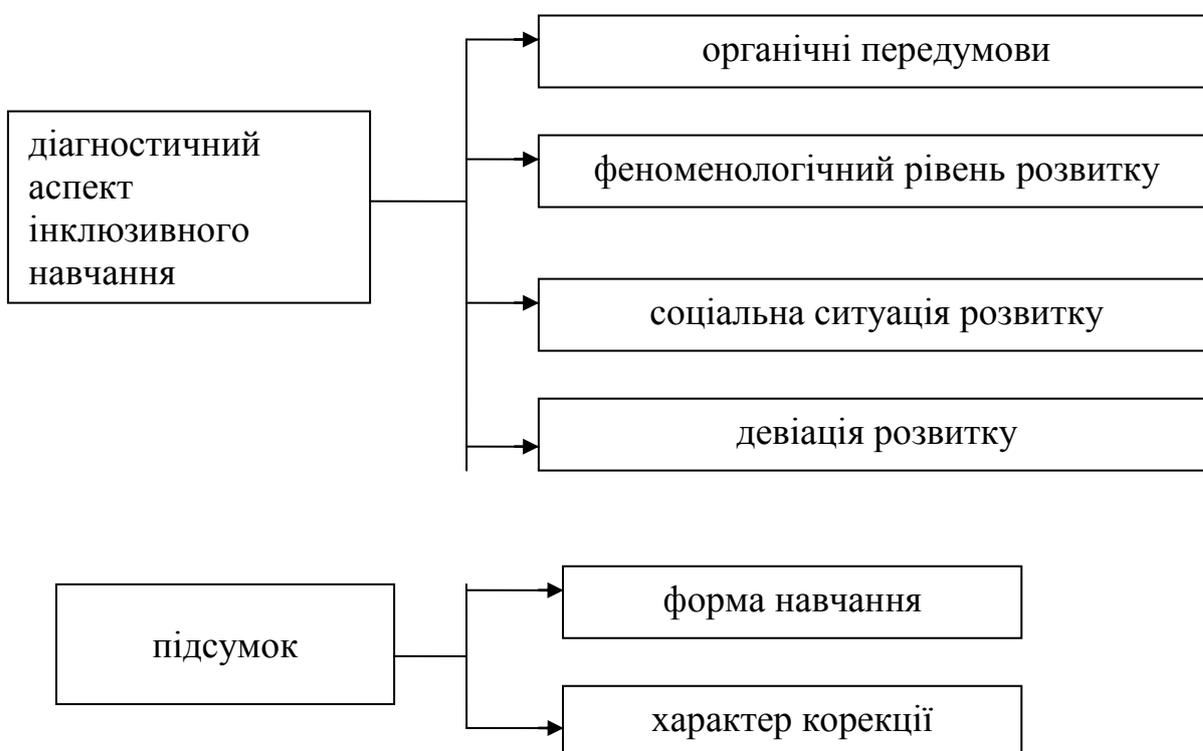 органічні передумови
діагностичний
аспект
інклюзивного
навчання
феноменологічний рівень розвитку
соціальна ситуація розвитку
девіація розвитку
підсумок
форма навчання
характер корекції